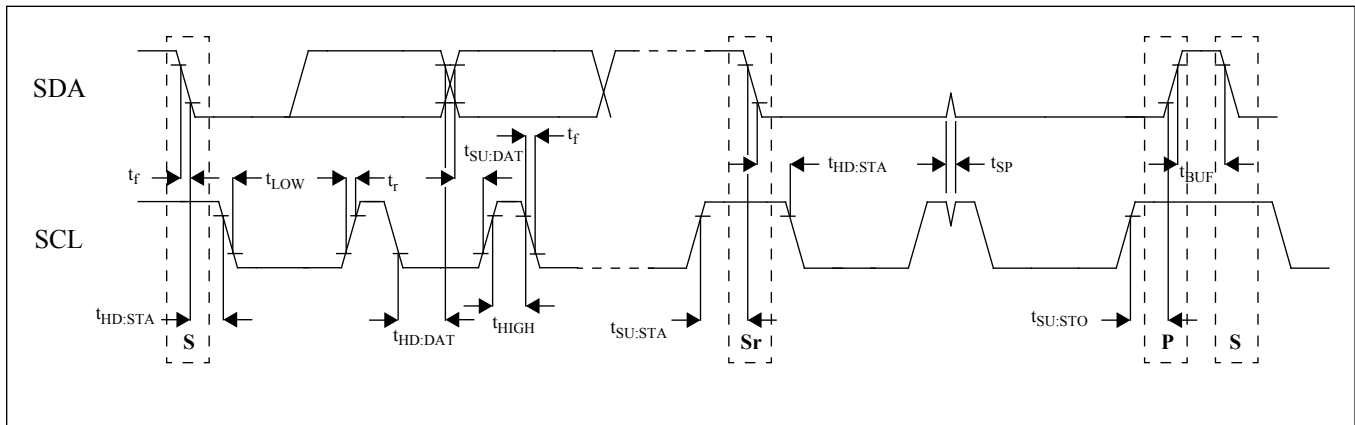 SDA
t_f
t_SU:DAT
t_HD:STA
t_SP
t_BUF
t_f
t_LOW
t_r
SCL
t_HD:STA
t_HD:DAT
t_HIGH
t_SU:STA
t_SU:STO
S
Sr
P
S